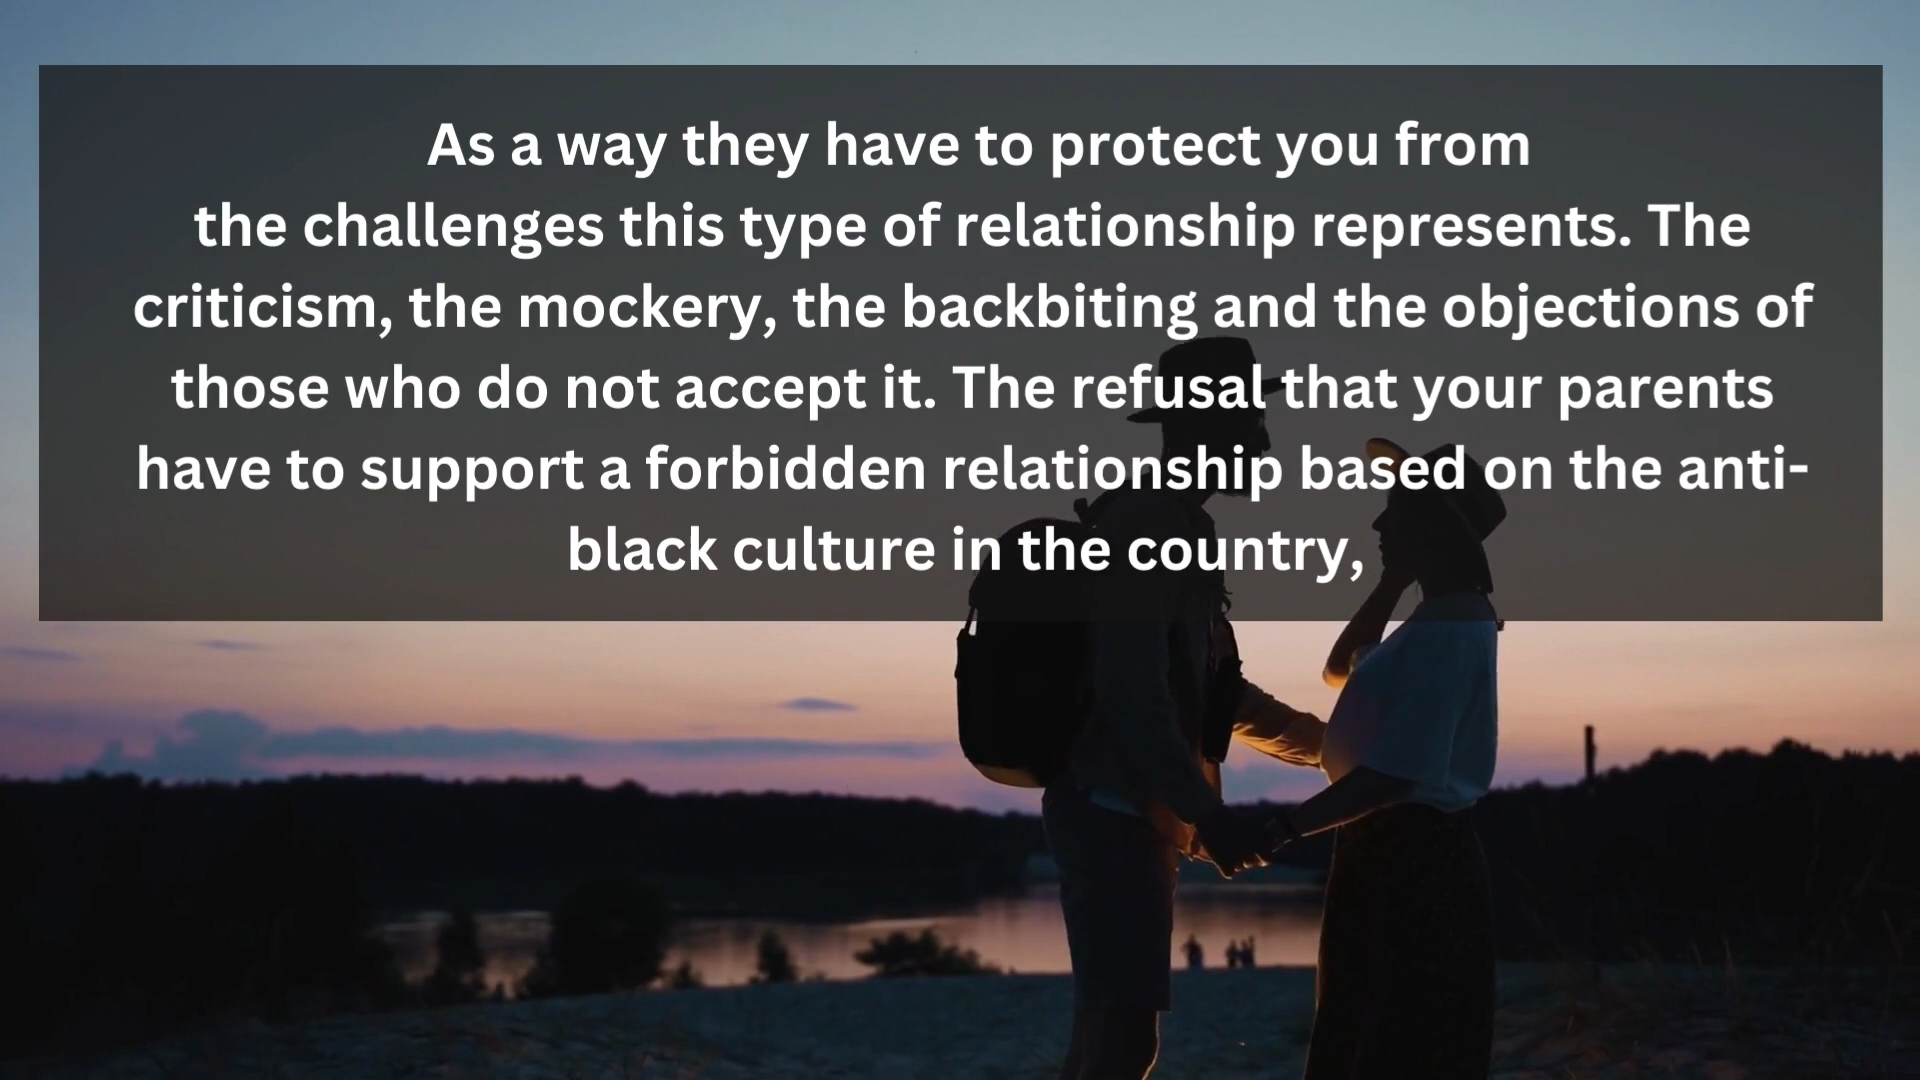 As a way they have to protect you from
the challenges this type of relationship represents. The
criticism, the mockery, the backbiting and the objections of
those who do not accept it. The refusal that your parents
have to support a forbidden relationship based on the anti-
black culture in the country,